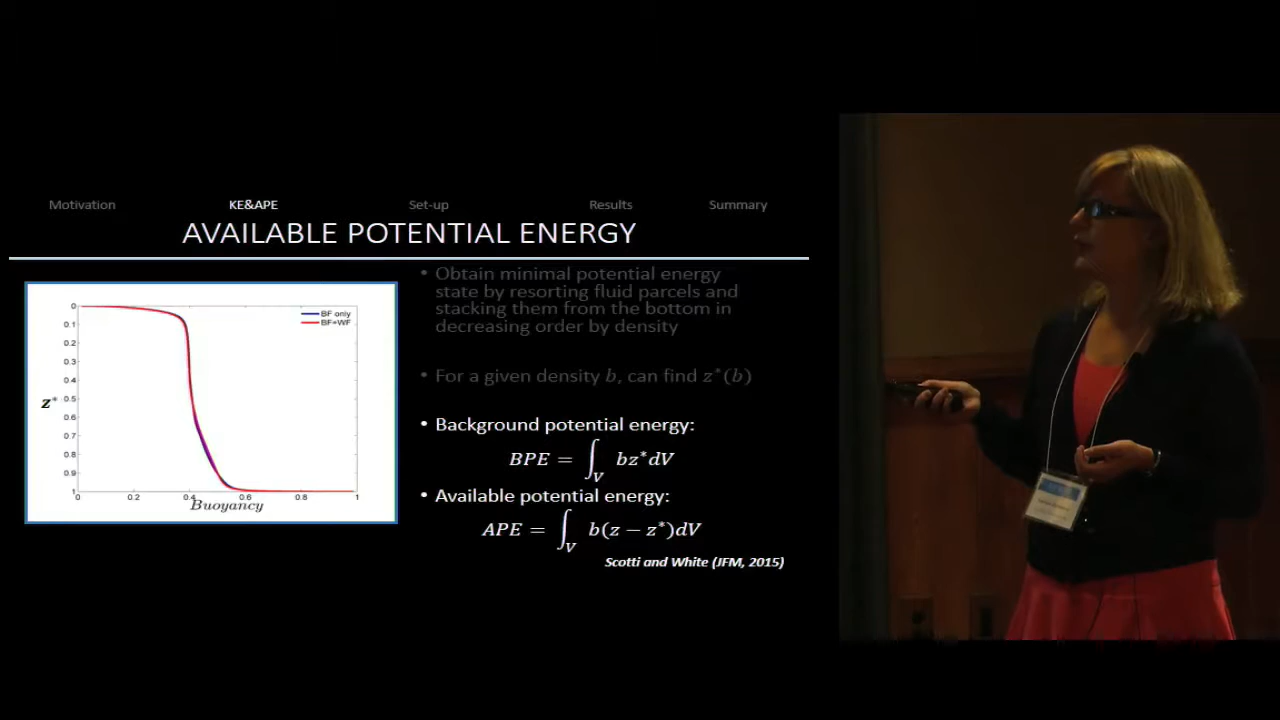 Motivation
KE&APE
Set-up
Results
Summary
AVAILABLE POTENTIAL ENERGY
0
0.1
0.2
0.3
0.4
0.5
0.6
0.7
0.8
0.9
1
z*
BF only
BF+WF
0 0.2 0.4 0.6 0.8 1
Buoyancy
• Obtain minimal potential energy
state by resorting fluid parcels and
stacking them from the bottom in
decreasing order by density
• For a given density b, can find z*(b)
• Background potential energy:
BPE = ∫_V bz*dV
• Available potential energy:
APE = ∫_V b(z − z*)dV
Scotti and White (JFM, 2015)